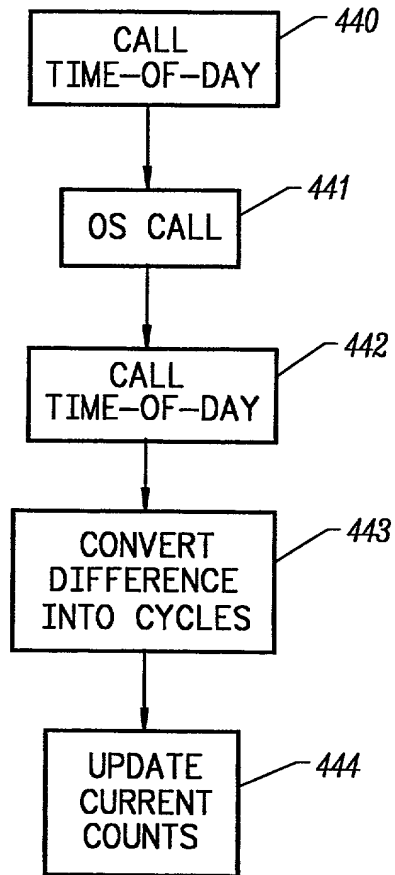 CALL
TIME-OF-DAY
440
OS CALL
441
CALL
TIME-OF-DAY
442
CONVERT
DIFFERENCE
INTO CYCLES
443
UPDATE
CURRENT
COUNTS
444